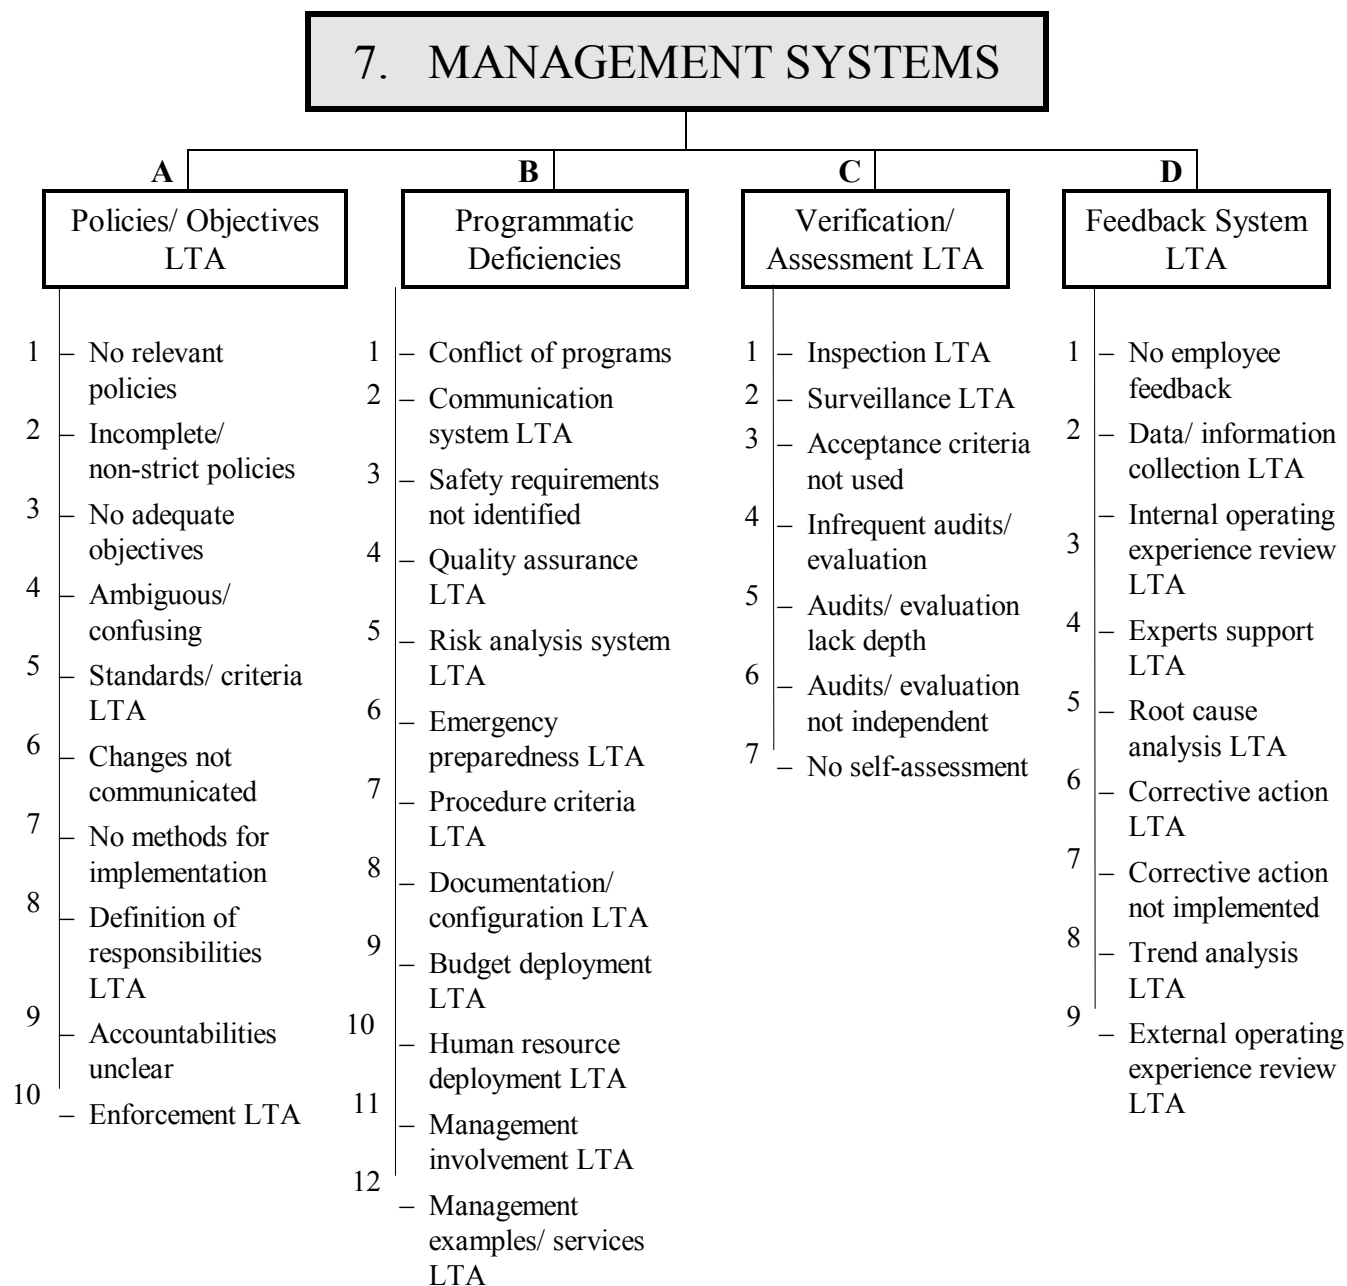 7. MANAGEMENT SYSTEMS
A
Policies/ Objectives
LTA
1
– No relevant
policies
2
– Incomplete/
non-strict policies
3
– No adequate
objectives
4
– Ambiguous/
confusing
5
– Standards/ criteria
LTA
6
– Changes not
communicated
7
– No methods for
implementation
8
– Definition of
responsibilities
LTA
9
– Accountabilities
unclear
10
– Enforcement LTA
B
Programmatic
Deficiencies
1
– Conflict of programs
2
– Communication
system LTA
3
– Safety requirements
not identified
4
– Quality assurance
LTA
5
– Risk analysis system
LTA
6
– Emergency
preparedness LTA
7
– Procedure criteria
LTA
8
– Documentation/
configuration LTA
9
– Budget deployment
LTA
10
– Human resource
deployment LTA
11
– Management
involvement LTA
12
– Management
examples/ services
LTA
C
Verification/
Assessment LTA
1
– Inspection LTA
2
– Surveillance LTA
3
– Acceptance criteria
not used
4
– Infrequent audits/
evaluation
5
– Audits/ evaluation
lack depth
6
– Audits/ evaluation
not independent
7
– No self-assessment
D
Feedback System
LTA
1
– No employee
feedback
2
– Data/ information
collection LTA
3
– Internal operating
experience review
LTA
4
– Experts support
LTA
5
– Root cause
analysis LTA
6
– Corrective action
LTA
7
– Corrective action
not implemented
8
– Trend analysis
LTA
9
– External operating
experience review
LTA